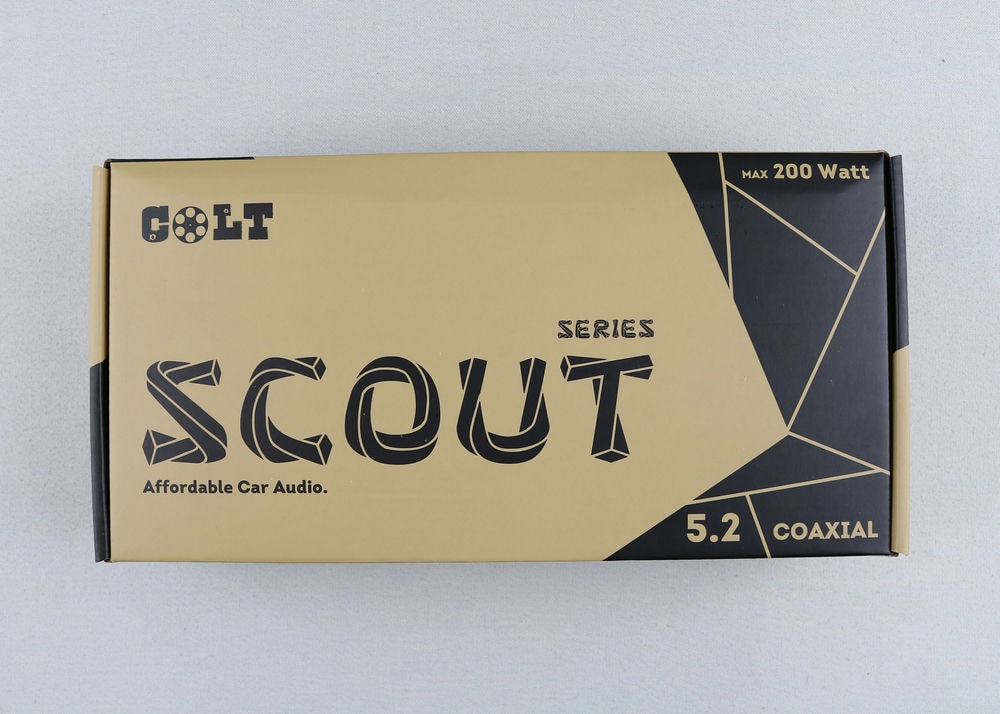 MAX 200 Watt
COLT
SERIES
SCOUT
Affordable Car Audio.
5.2 COAXIAL